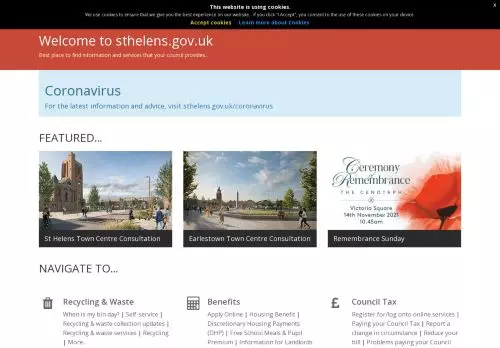 This website is using cookies.
x
We use cookies to ensure that we give you the best experience on our website. If you click "I Accept", you consent to the use of these cookies on your device.
Accept cookies Learn more about Cookies
Welcome to sthelens.gov.uk
Best place to find information and services that your council provides..
Coronavirus
For the latest information and advice, visit sthelens.gov.uk/coronavirus
FEATURED...
Ceremony
of Remembrance
THE CENOTAPH
Victoria Square
14th November 2021
10.45am
St Helens Town Centre Consultation
Earlestown Town Centre Consultation
Remembrance Sunday
NAVIGATE TO...
Recycling & Waste
When is my bin day? | Self-service |
Recycling & waste collection updates |
Recycling & waste services | Recycling
| More..
Benefits
Apply Online | Housing Benefit |
Discretionary Housing Payments
(DHP) | Free School Meals & Pupil
Premium | Information for Landlords
£ Council Tax
Register for/log onto online services |
Paying your Council Tax | Report a
change in circumstance | Reduce your
bill | Problems paying your Council